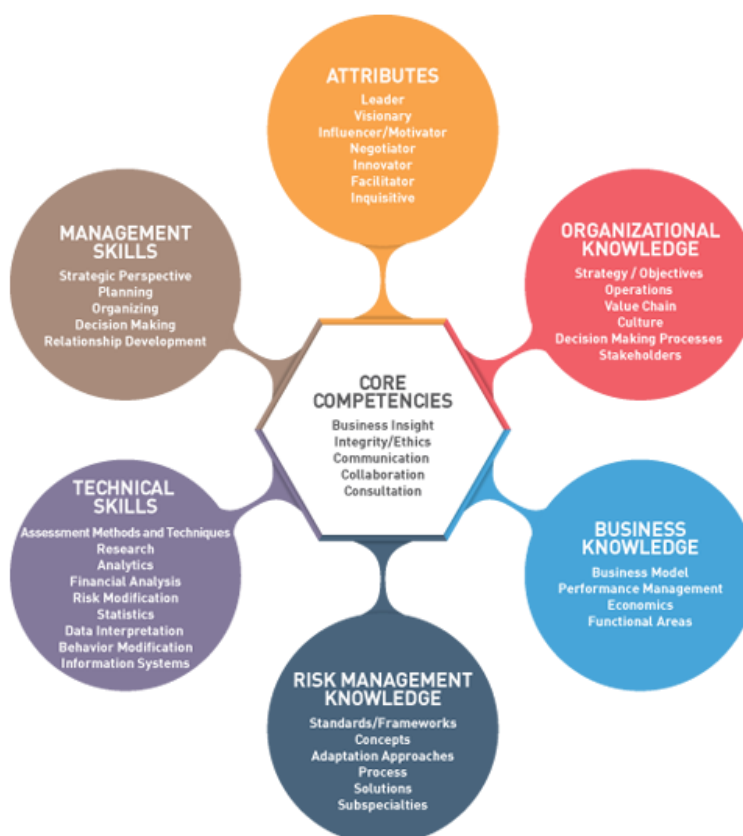 ATTRIBUTES
Leader
Visionary
Influencer/Motivator
Negotiator
Innovator
Facilitator
Inquisitive
MANAGEMENT
SKILLS
Strategic Perspective
Planning
Organizing
Decision Making
Relationship Development
ORGANIZATIONAL
KNOWLEDGE
Strategy / Objectives
Operations
Value Chain
Culture
Decision Making Processes
Stakeholders
CORE
COMPETENCIES
Business Insight
Integrity/Ethics
Communication
Collaboration
Consultation
TECHNICAL
SKILLS
Assessment Methods and Techniques
Research
Analytics
Financial Analysis
Risk Modification
Statistics
Data Interpretation
Behavior Modification
Information Systems
BUSINESS
KNOWLEDGE
Business Model
Performance Management
Economics
Functional Areas
RISK MANAGEMENT
KNOWLEDGE
Standards/Frameworks
Concepts
Adaptation Approaches
Process
Solutions
Subspecialties